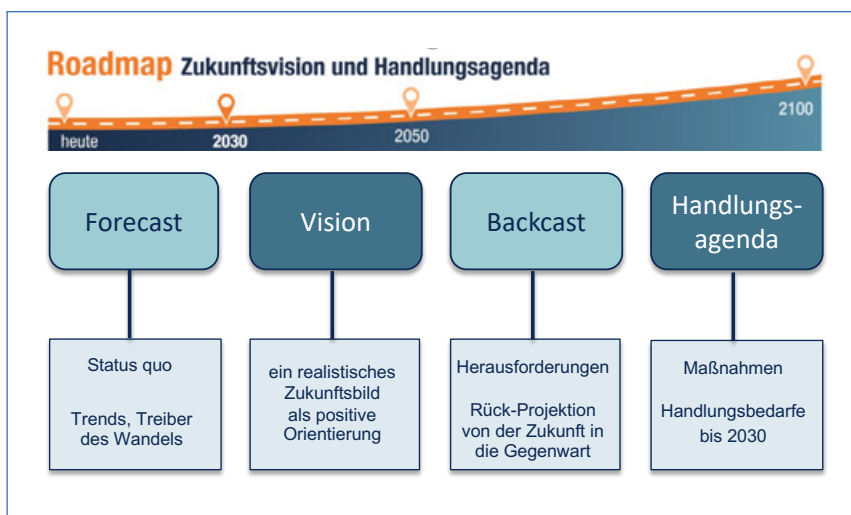 Roadmap Zukunftsvision und Handlungsagenda
heute
2030
2050
2100
Forecast
Vision
Backcast
Handlungs-
agenda
Status quo
Trends, Treiber
des Wandels
ein realistisches
Zukunftsbild
als positive
Orientierung
Herausforderungen
Rück-Projektion
von der Zukunft in
die Gegenwart
Maßnahmen
Handlungsbedarfe
bis 2030